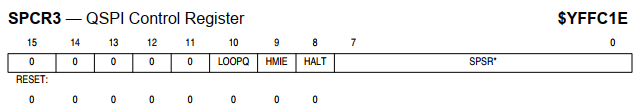 SPCR3 — QSPI Control Register $YFFC1E
15 14 13 12 11 10 9 8 7 0
0 0 0 0 0 LOOPQ HMIE HALT SPSR*
RESET:
0 0 0 0 0 0 0 0